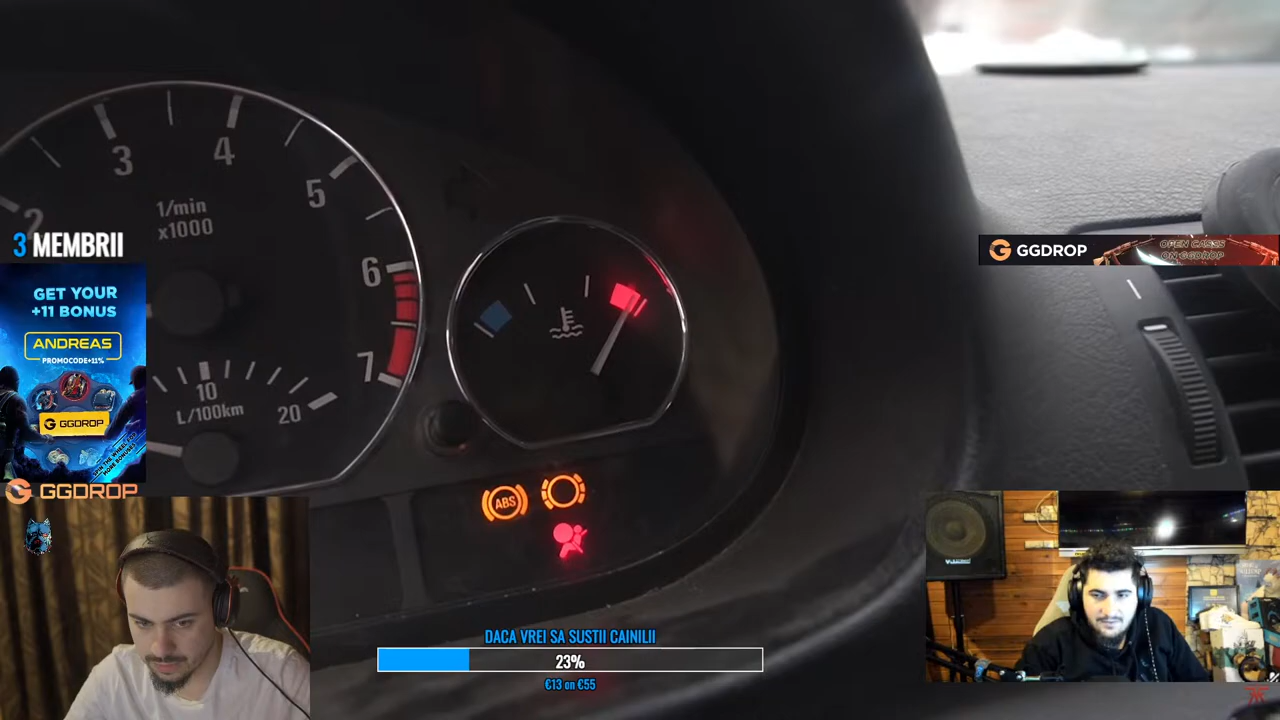 2
3
4
5
6
7
1/min
x1000
10
20
L/100km
3 MEMBRII
GET YOUR
+11 BONUS
ANDREAS
PROMOCODE+11%
GGDROP
GGDROP
GGDROP
OPEN CASES
ON GGDROP
ABS
DACA VREI SA SUSTII CAINILII
23%
€13 on €55